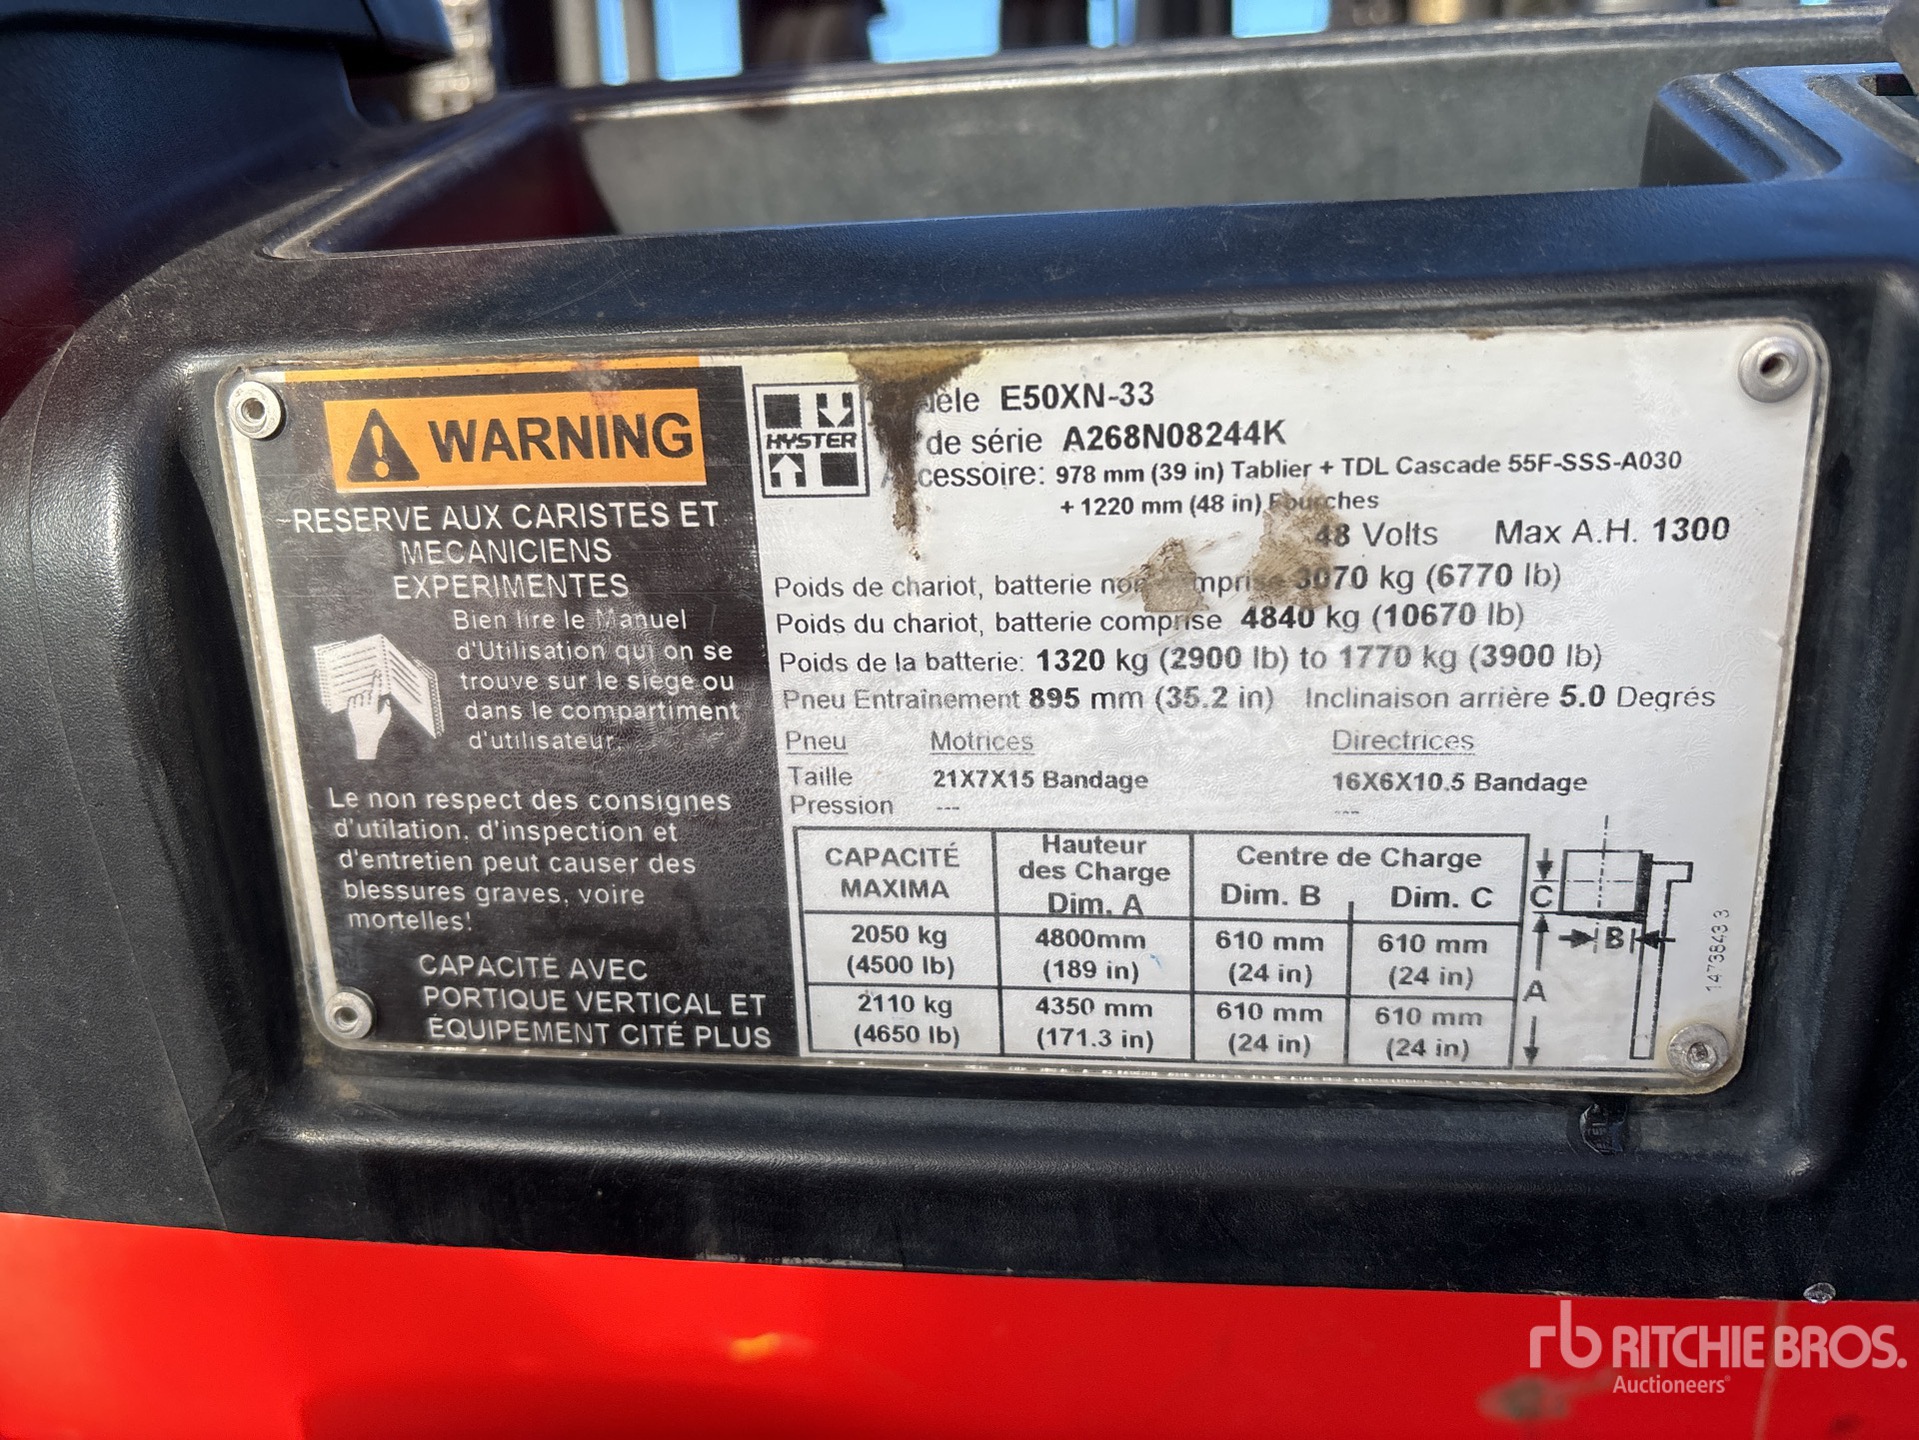 WARNING
RESERVE AUX CARISTES ET
MECANICIENS
EXPERIMENTES
Bien lire le Manuel
d'Utilisation qui on se
trouve sur le siege ou
dans le compartiment
d'utilisateur.
Le non respect des consignes
d'utilation, d'inspection et
d'entretien peut causer des
blessures graves, voire
mortelles!
CAPACITÉ AVEC
PORTIQUE VERTICAL ET
ÉQUIPEMENT CITÉ PLUS
HYSTER
E50XN-33
de série A268N08244K
978 mm (39 in) Tablier + TDL Cascade 55F-SSS-A030
+ 1220 mm (48 in) Fourches
48 Volts Max A.H. 1300
Poids de chariot, batterie 3070 kg (6770 lb)
Poids du chariot, batterie comprise 4840 kg (10670 lb)
Poids de la batterie: 1320 kg (2900 lb) to 1770 kg (3900 lb)
Pneu Entraînement 895 mm (35.2 in) Inclinaison arrière 5.0 Degrés
Pneu Motrices Directrices
Taille 21X7X15 Bandage 16X6X10.5 Bandage
Pression --- ---
CAPACITÉ MAXIMA Hauteur des Charge Dim. A Centre de Charge Dim. B Dim. C
2050 kg 4800mm 610 mm 610 mm
(4500 lb) (189 in) (24 in) (24 in)
2110 kg 4350 mm 610 mm 610 mm
(4650 lb) (171.3 in) (24 in) (24 in)
C
B
A
1473843 3
rb RITCHIE BROS.
Auctioneers